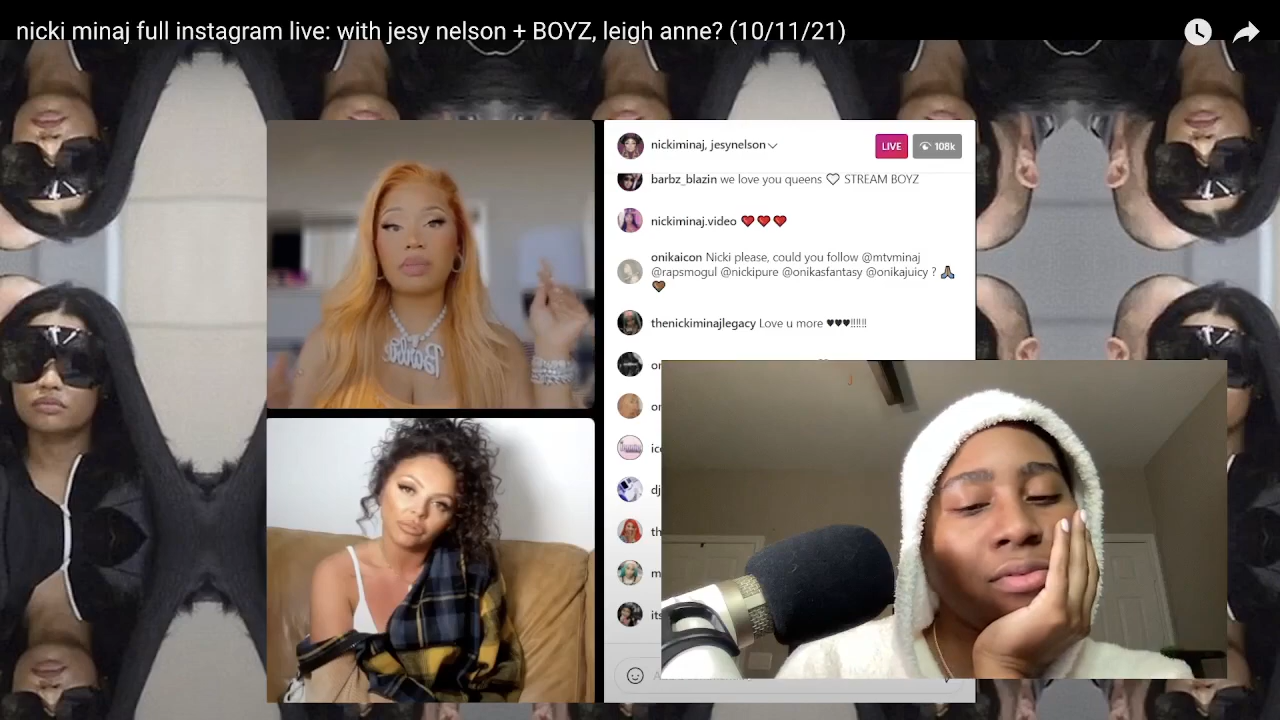 nicki minaj full instagram live: with jesy nelson + BOYZ, leigh anne? (10/11/21)
nickiminaj, jesynelson
LIVE
108k
barbz_blazin we love you queens 🤍 STREAM BOYZ
nickiminaj.video ❤️❤️❤️
onikaicon Nicki please, could you follow @mtvminaj
@rapsmogul @nickipure @onikasfantasy @onikajuicy ? 🙏🏾
🤎
thenickiminajlegacy Love u more ♥♥♥!!!!!!
Barbie